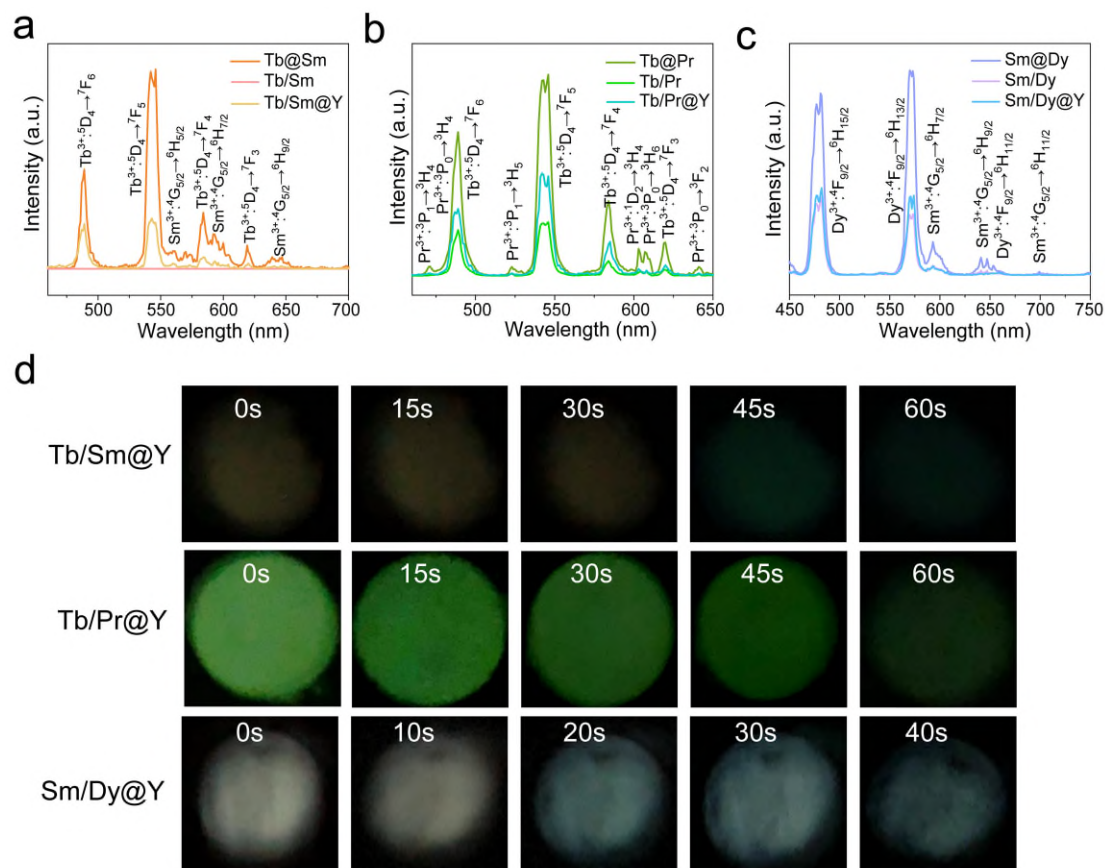 a
Intensity (a.u.)
Tb@Sm
Tb/Sm
Tb/Sm@Y
Tb³⁺:⁵D₄→⁷F₆
Tb³⁺:⁵D₄→⁷F₅
Sm³⁺:⁴G₅/₂→⁶H₅/₂
Tb³⁺:⁵D₄→⁷F₄
Sm³⁺:⁴G₅/₂→⁶H₇/₂
Tb³⁺:⁵D₄→⁷F₃
Sm³⁺:⁴G₅/₂→⁶H₉/₂
500 550 600 650 700
Wavelength (nm)
b
Intensity (a.u.)
Tb@Pr
Tb/Pr
Tb/Pr@Y
Pr³⁺:³P₁→³H₄
Pr³⁺:³P₀→³H₄
Tb³⁺:⁵D₄→⁷F₆
Pr³⁺:³P₁→³H₅
Tb³⁺:⁵D₄→⁷F₅
Tb³⁺:⁵D₄→⁷F₄
Pr³⁺:¹D₂→³H₄
Pr³⁺:³P₀→³H₆
Tb³⁺:⁵D₄→⁷F₃
Pr³⁺:³P₀→³F₂
500 550 600 650
Wavelength (nm)
c
Intensity (a.u.)
Sm@Dy
Sm/Dy
Sm/Dy@Y
Dy³⁺:⁴F₉/₂→⁶H₁₅/₂
Dy³⁺:⁴F₉/₂→⁶H₁₃/₂
Sm³⁺:⁴G₅/₂→⁶H₇/₂
Sm³⁺:⁴G₅/₂→⁶H₉/₂
Dy³⁺:⁴F₉/₂→⁶H₁₁/₂
Sm³⁺:⁴G₅/₂→⁶H₁₁/₂
450 500 550 600 650 700 750
Wavelength (nm)
d
Tb/Sm@Y
0s 15s 30s 45s 60s
Tb/Pr@Y
0s 15s 30s 45s 60s
Sm/Dy@Y
0s 10s 20s 30s 40s